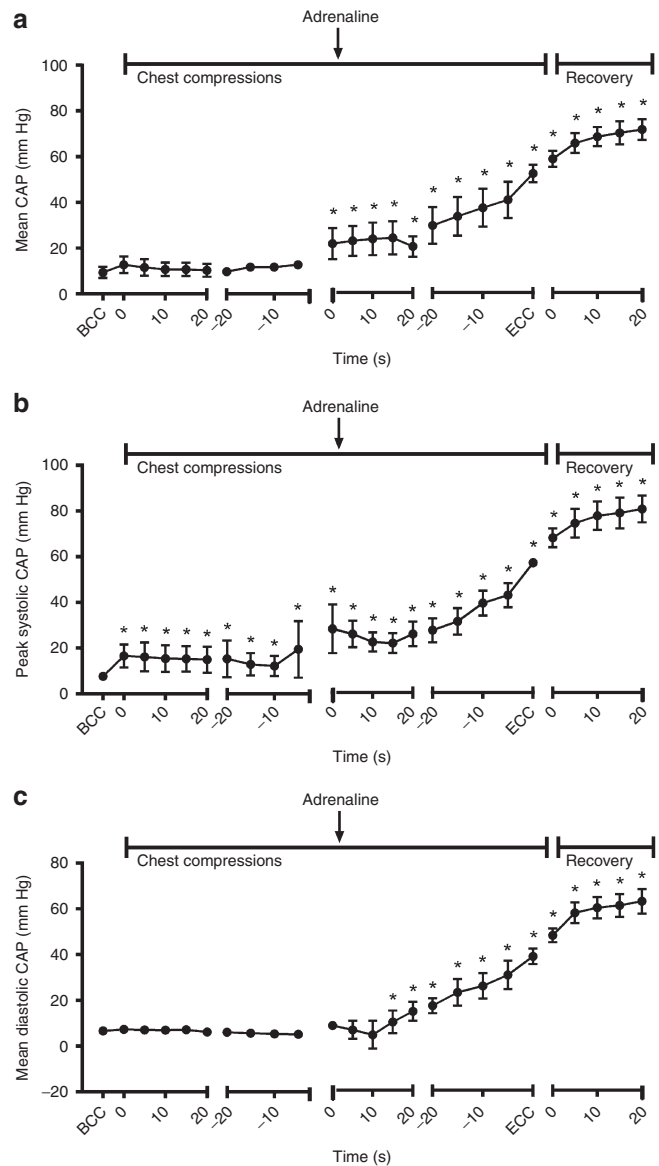 a
Adrenaline
Chest compressions
Recovery
Mean CAP (mm Hg)
100
80
60
40
20
0
* * * * * * * * * * * * * * *
BCC 0 10 20 –20 –10 0 10 20 –20 –10 ECC 0 10 20
Time (s)
b
Adrenaline
Chest compressions
Recovery
Peak systolic CAP (mm Hg)
100
80
60
40
20
0
* * * * * * * * * * * * * * * * * * * * * * * *
BCC 0 10 20 –20 –10 0 10 20 –20 –10 ECC 0 10 20
Time (s)
c
Adrenaline
Chest compressions
Recovery
Mean diastolic CAP (mm Hg)
80
60
40
20
0
–20
* * * * * * * * * * * *
BCC 0 10 20 –20 –10 0 10 20 –20 –10 ECC 0 10 20
Time (s)